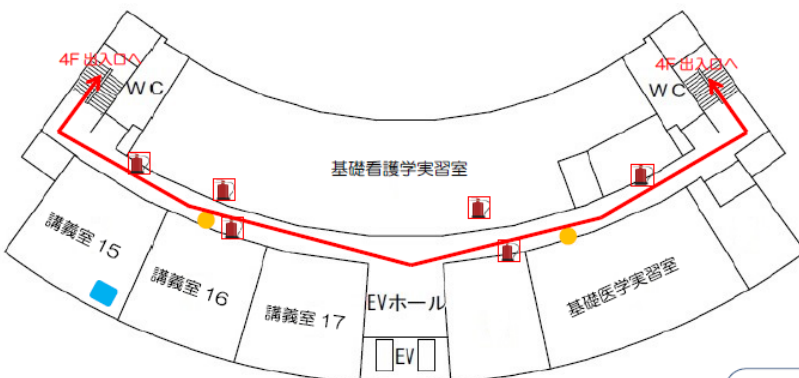 4F 出入口へ
4F 出入口へ
WC
WC
基礎看護学実習室
講義室 15
講義室 16
講義室 17
EVホール
基礎医学実習室
EV